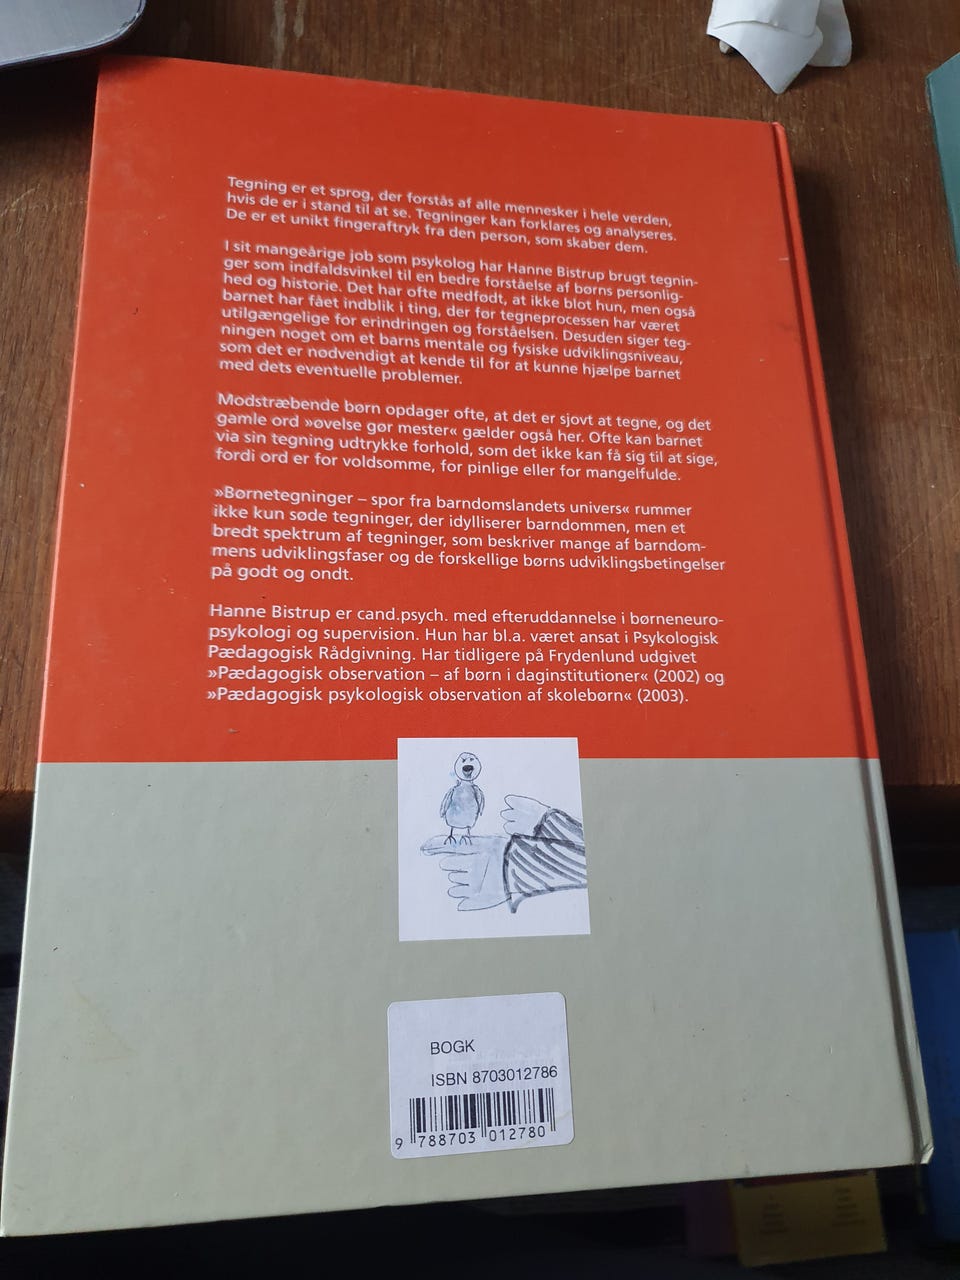 Tegning er et sprog, der forstås af alle mennesker i hele verden,
hvis de er i stand til at se. Tegninger kan forklares og analyseres.
De er et unikt fingeraftryk fra den person, som skaber dem.
I sit mangeårige job som psykolog har Hanne Bistrup brugt tegnin-
ger som indfaldsvinkel til en bedre forståelse af børns personlig-
hed og historie. Det har ofte medfødt, at ikke blot hun, men også
barnet har fået indblik i ting, der før tegneprocessen har været
utilgængelige for erindringen og forståelsen. Desuden siger teg-
ningen noget om et barns mentale og fysiske udviklingsniveau,
som det er nødvendigt at kende til for at kunne hjælpe barnet
med dets eventuelle problemer.
Modstræbende børn opdager ofte, at det er sjovt at tegne, og det
gamle ord »øvelse gør mester« gælder også her. Ofte kan barnet
via sin tegning udtrykke forhold, som det ikke kan få sig til at sige,
fordi ord er for voldsomme, for pinlige eller for mangelfulde.
»Børnetegninger – spor fra barndomslandets univers« rummer
ikke kun søde tegninger, der idylliserer barndommen, men et
bredt spektrum af tegninger, som beskriver mange af barndom-
mens udviklingsfaser og de forskellige børns udviklingsbetingelser
på godt og ondt.
Hanne Bistrup er cand.psych. med efteruddannelse i børneneuro-
psykologi og supervision. Hun har bl.a. været ansat i Psykologisk
Pædagogisk Rådgivning. Har tidligere på Frydenlund udgivet
»Pædagogisk observation – af børn i daginstitutioner« (2002) og
»Pædagogisk psykologisk observation af skolebørn« (2003).
BOGK
ISBN 8703012786
9 788703 012780